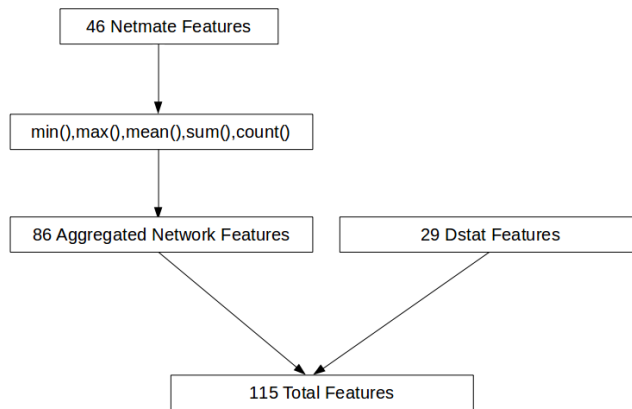 46 Netmate Features
min(),max(),mean(),sum(),count()
86 Aggregated Network Features
29 Dstat Features
115 Total Features